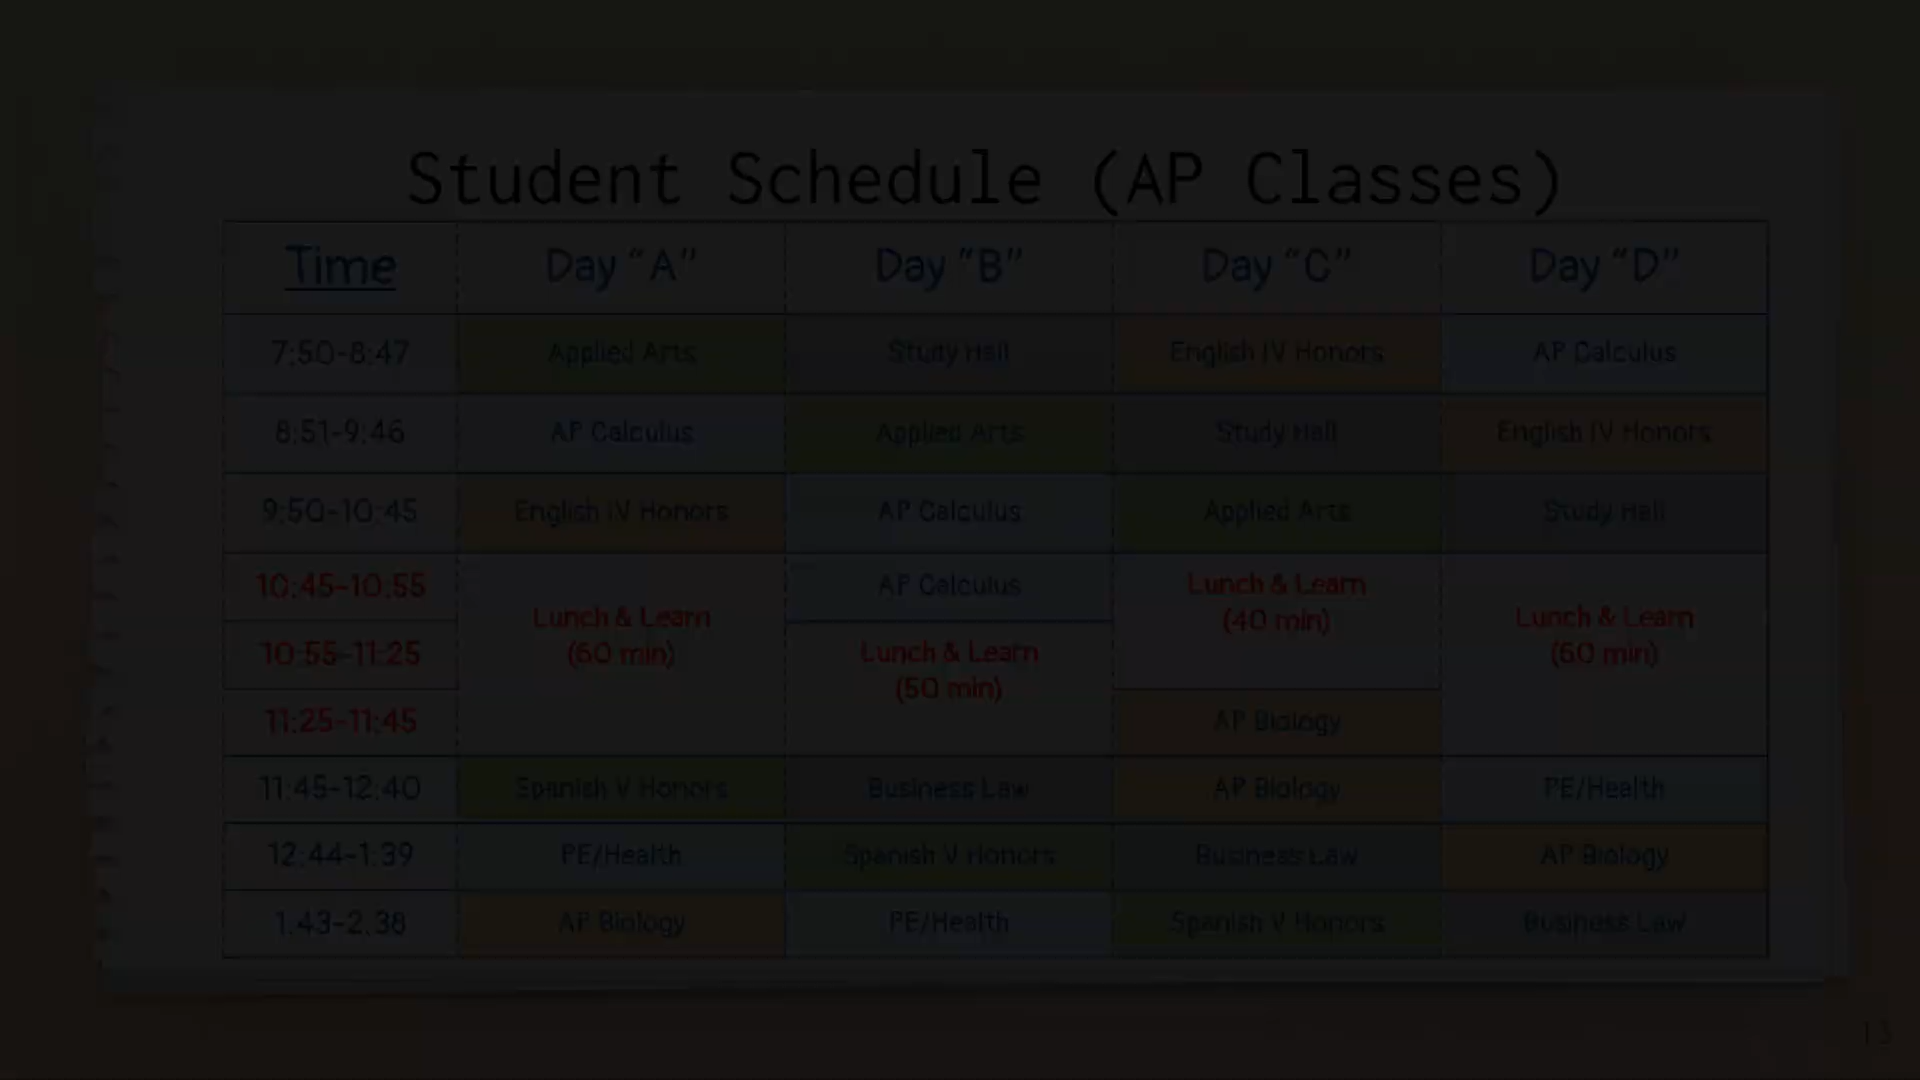 Student Schedule (AP Classes)
Time Day "A" Day "B" Day "C" Day "D"
7:50-8:47 Applied Arts Study Hall English IV Honors AP Calculus
8:51-9:46 AP Calculus Applied Arts Study Hall English IV Honors
9:50-10:45 English IV Honors AP Calculus Applied Arts Study Hall
10:45-10:55 AP Calculus
Lunch & Learn
(60 min)
Lunch & Learn
(40 min)
Lunch & Learn
(60 min)
10:55-11:25
Lunch & Learn
(50 min)
11:25-11:45 AP Biology
11:45-12:40 Spanish V Honors Business Law AP Biology PE/Health
12:44-1:39 PE/Health Spanish V Honors Business Law AP Biology
1:43-2:38 AP Biology PE/Health Spanish V Honors Business Law
13